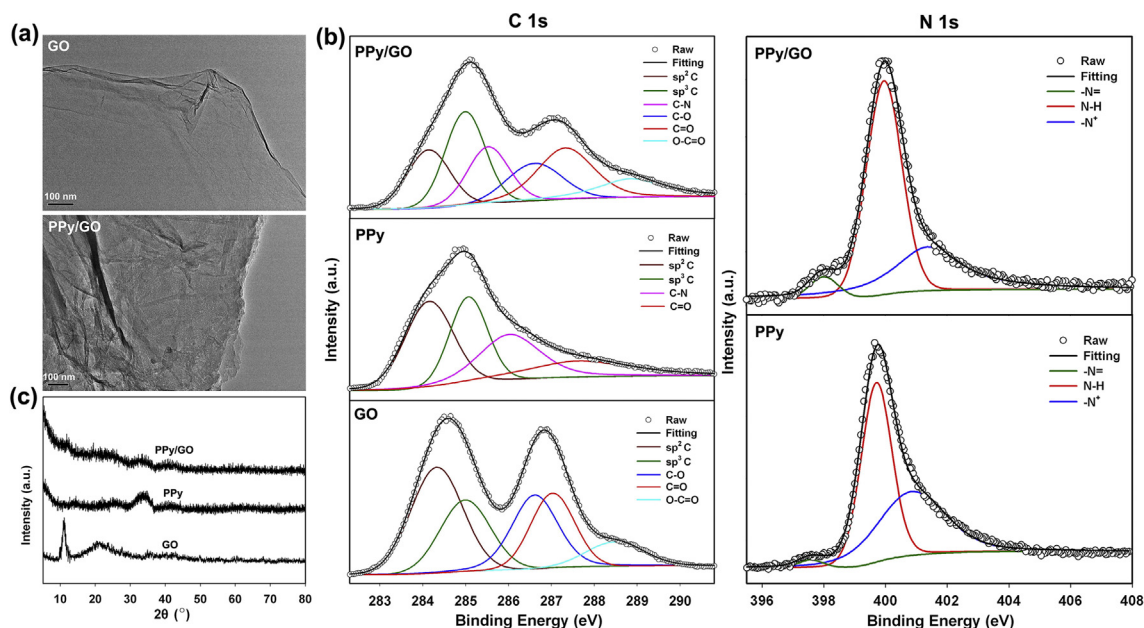 (a)
GO
100 nm
PPy/GO
100 nm
(b)
C 1s
PPy/GO
Raw
Fitting
sp² C
sp³ C
C-N
C-O
C=O
O-C=O
PPy
Raw
Fitting
sp² C
sp³ C
C-N
C=O
GO
Raw
Fitting
sp³ C
sp³ C
C-O
C=O
O-C=O
Intensity (a.u.)
283 284 285 286 287 288 289 290
Binding Energy (eV)
N 1s
PPy/GO
Raw
Fitting
-N=
N-H
-N⁺
PPy
Raw
Fitting
-N=
N-H
-N⁺
Intensity (a.u.)
396 398 400 402 404 406 408
Binding Energy (eV)
(c)
PPy/GO
PPy
GO
Intensity (a.u.)
10 20 30 40 50 60 70 80
2θ (°)